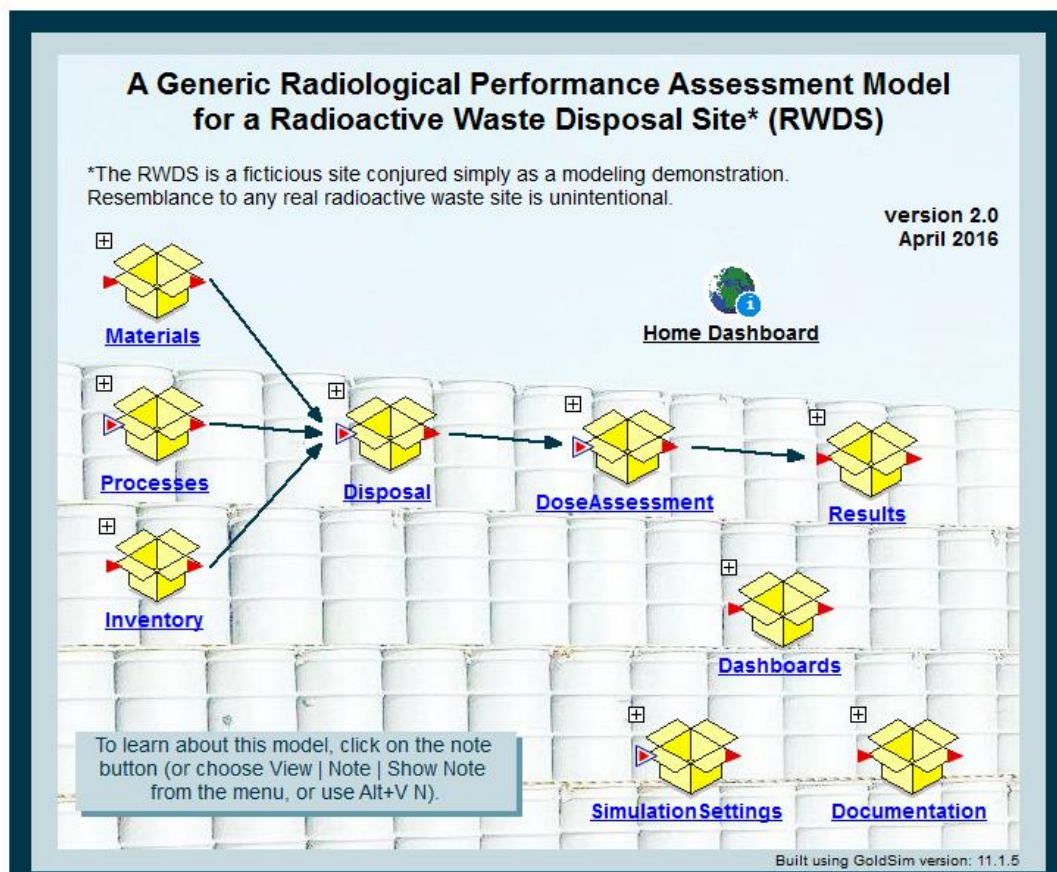 A Generic Radiological Performance Assessment Model
for a Radioactive Waste Disposal Site* (RWDS)
*The RWDS is a ficticious site conjured simply as a modeling demonstration.
Resemblance to any real radioactive waste site is unintentional.
version 2.0
April 2016
Materials
Home Dashboard
Processes
Disposal
DoseAssessment
Results
Inventory
Dashboards
To learn about this model, click on the note
button (or choose View | Note | Show Note
from the menu, or use Alt+V N).
SimulationSettings
Documentation
Built using GoldSim version: 11.1.5